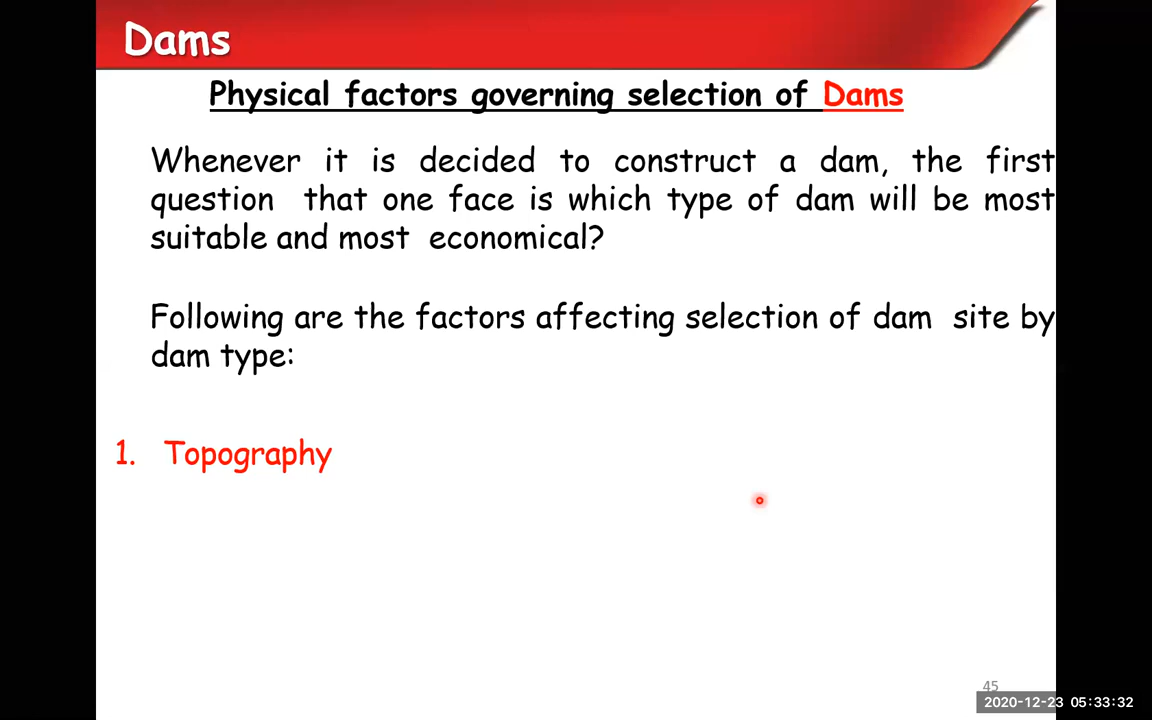 Dams
Physical factors governing selection of Dams
Whenever it is decided to construct a dam, the first
question that one face is which type of dam will be most
suitable and most economical?
Following are the factors affecting selection of dam site by
dam type:
1. Topography
45
2020-12-23 05:33:32